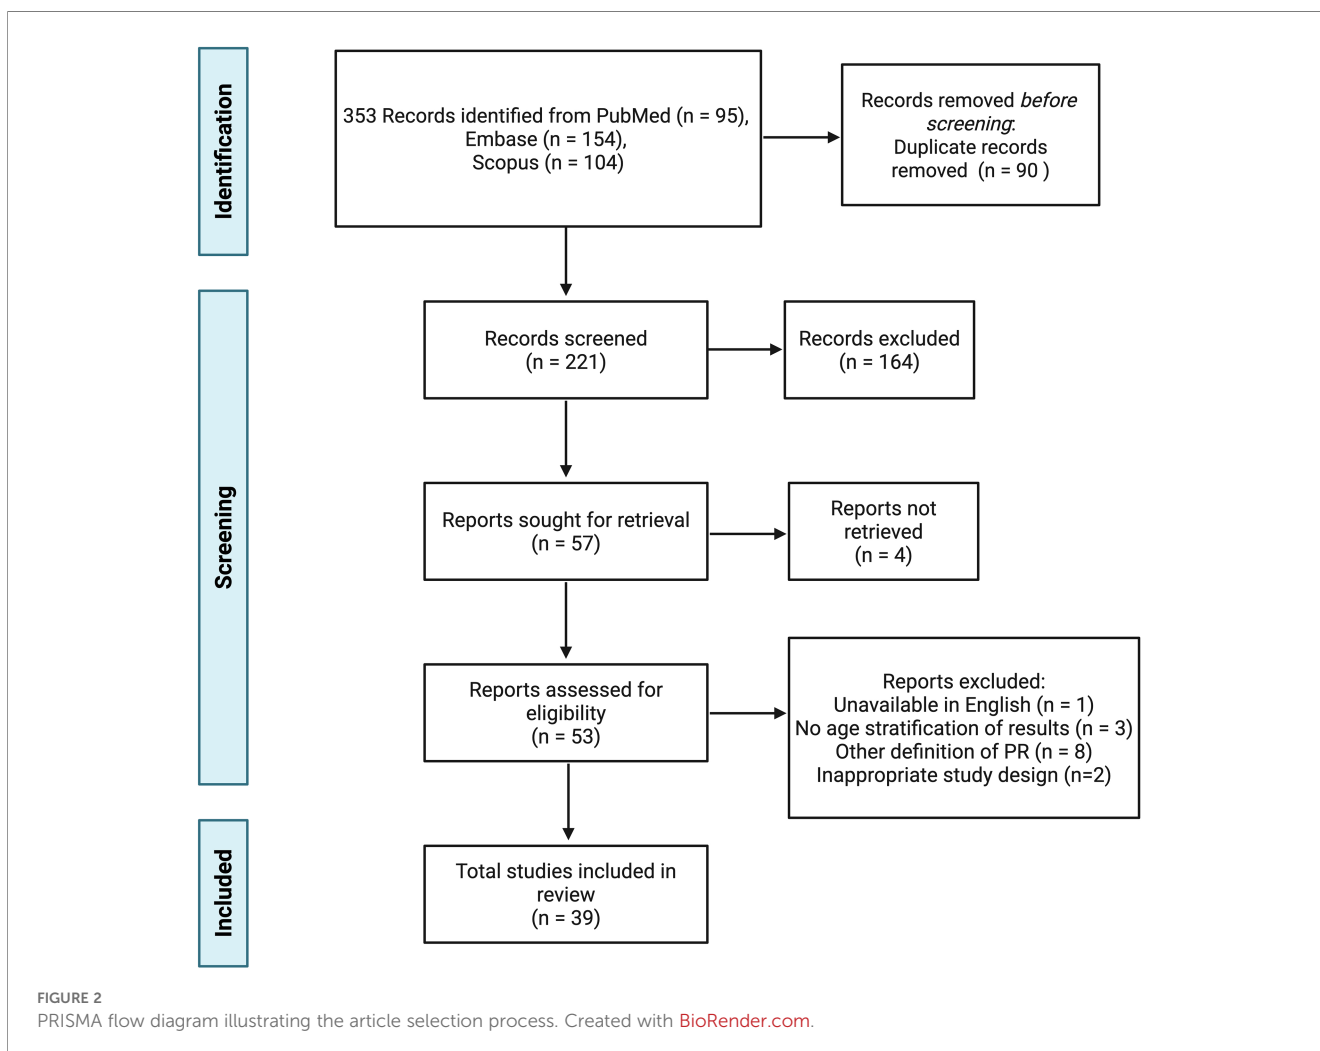 Identification
353 Records identified from PubMed (n = 95),
Embase (n = 154),
Scopus (n = 104)
Records removed before
screening:
Duplicate records
removed (n = 90 )
Screening
Records screened
(n = 221)
Records excluded
(n = 164)
Reports sought for retrieval
(n = 57)
Reports not
retrieved
(n = 4)
Reports assessed for
eligibility
(n = 53)
Reports excluded:
Unavailable in English (n = 1)
No age stratification of results (n = 3)
Other definition of PR (n = 8)
Inappropriate study design (n=2)
Included
Total studies included in
review
(n = 39)
FIGURE 2
PRISMA flow diagram illustrating the article selection process. Created with BioRender.com.